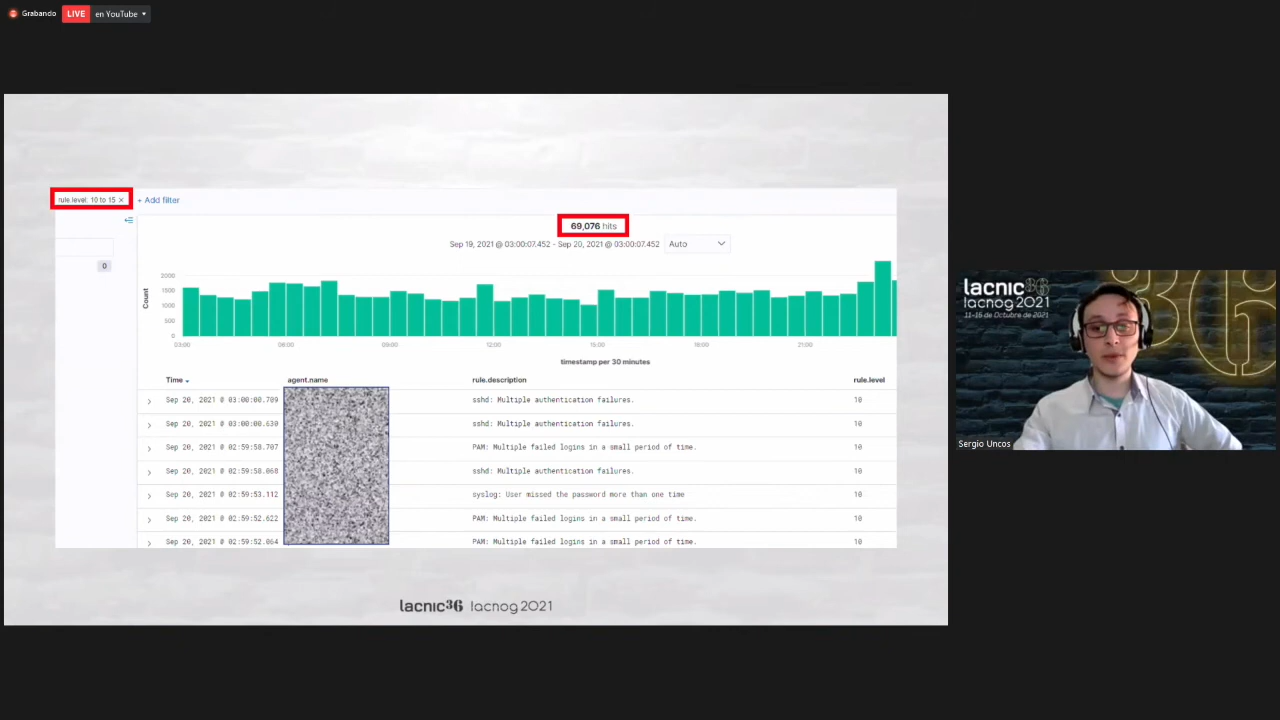 Grabando LIVE en YouTube
rule.level: 10 to 15 × + Add filter
69,076 hits
Sep 19, 2021 @ 03:00:07.452 - Sep 20, 2021 @ 03:00:07.452 Auto
0
2000
1500
1000
500
0
Count
03:00 06:00 09:00 12:00 15:00 18:00 21:00
timestamp per 30 minutes
Time agent.name rule.description rule.level
Sep 20, 2021 @ 03:00:00.709 sshd: Multiple authentication failures. 10
Sep 20, 2021 @ 03:00:00.630 sshd: Multiple authentication failures. 10
Sep 20, 2021 @ 02:59:58.707 PAM: Multiple failed logins in a small period of time. 10
Sep 20, 2021 @ 02:59:58.068 sshd: Multiple authentication failures. 10
Sep 20, 2021 @ 02:59:53.112 syslog: User missed the password more than one time 10
Sep 20, 2021 @ 02:59:52.622 PAM: Multiple failed logins in a small period of time. 10
Sep 20, 2021 @ 02:59:52.064 PAM: Multiple failed logins in a small period of time. 10
lacnic36 lacnog2021
lacnic36
lacnog2021
11-15 de Octubre de 2021
36
Sergio Uncos